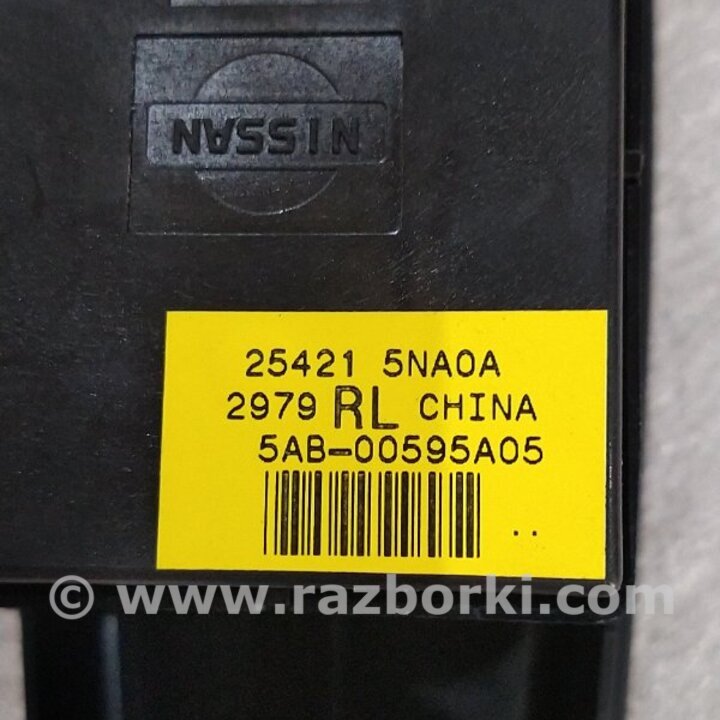 NISSAN
25421 5NA0A
2979 RL CHINA
5AB-00595A05
© www.razborki.com